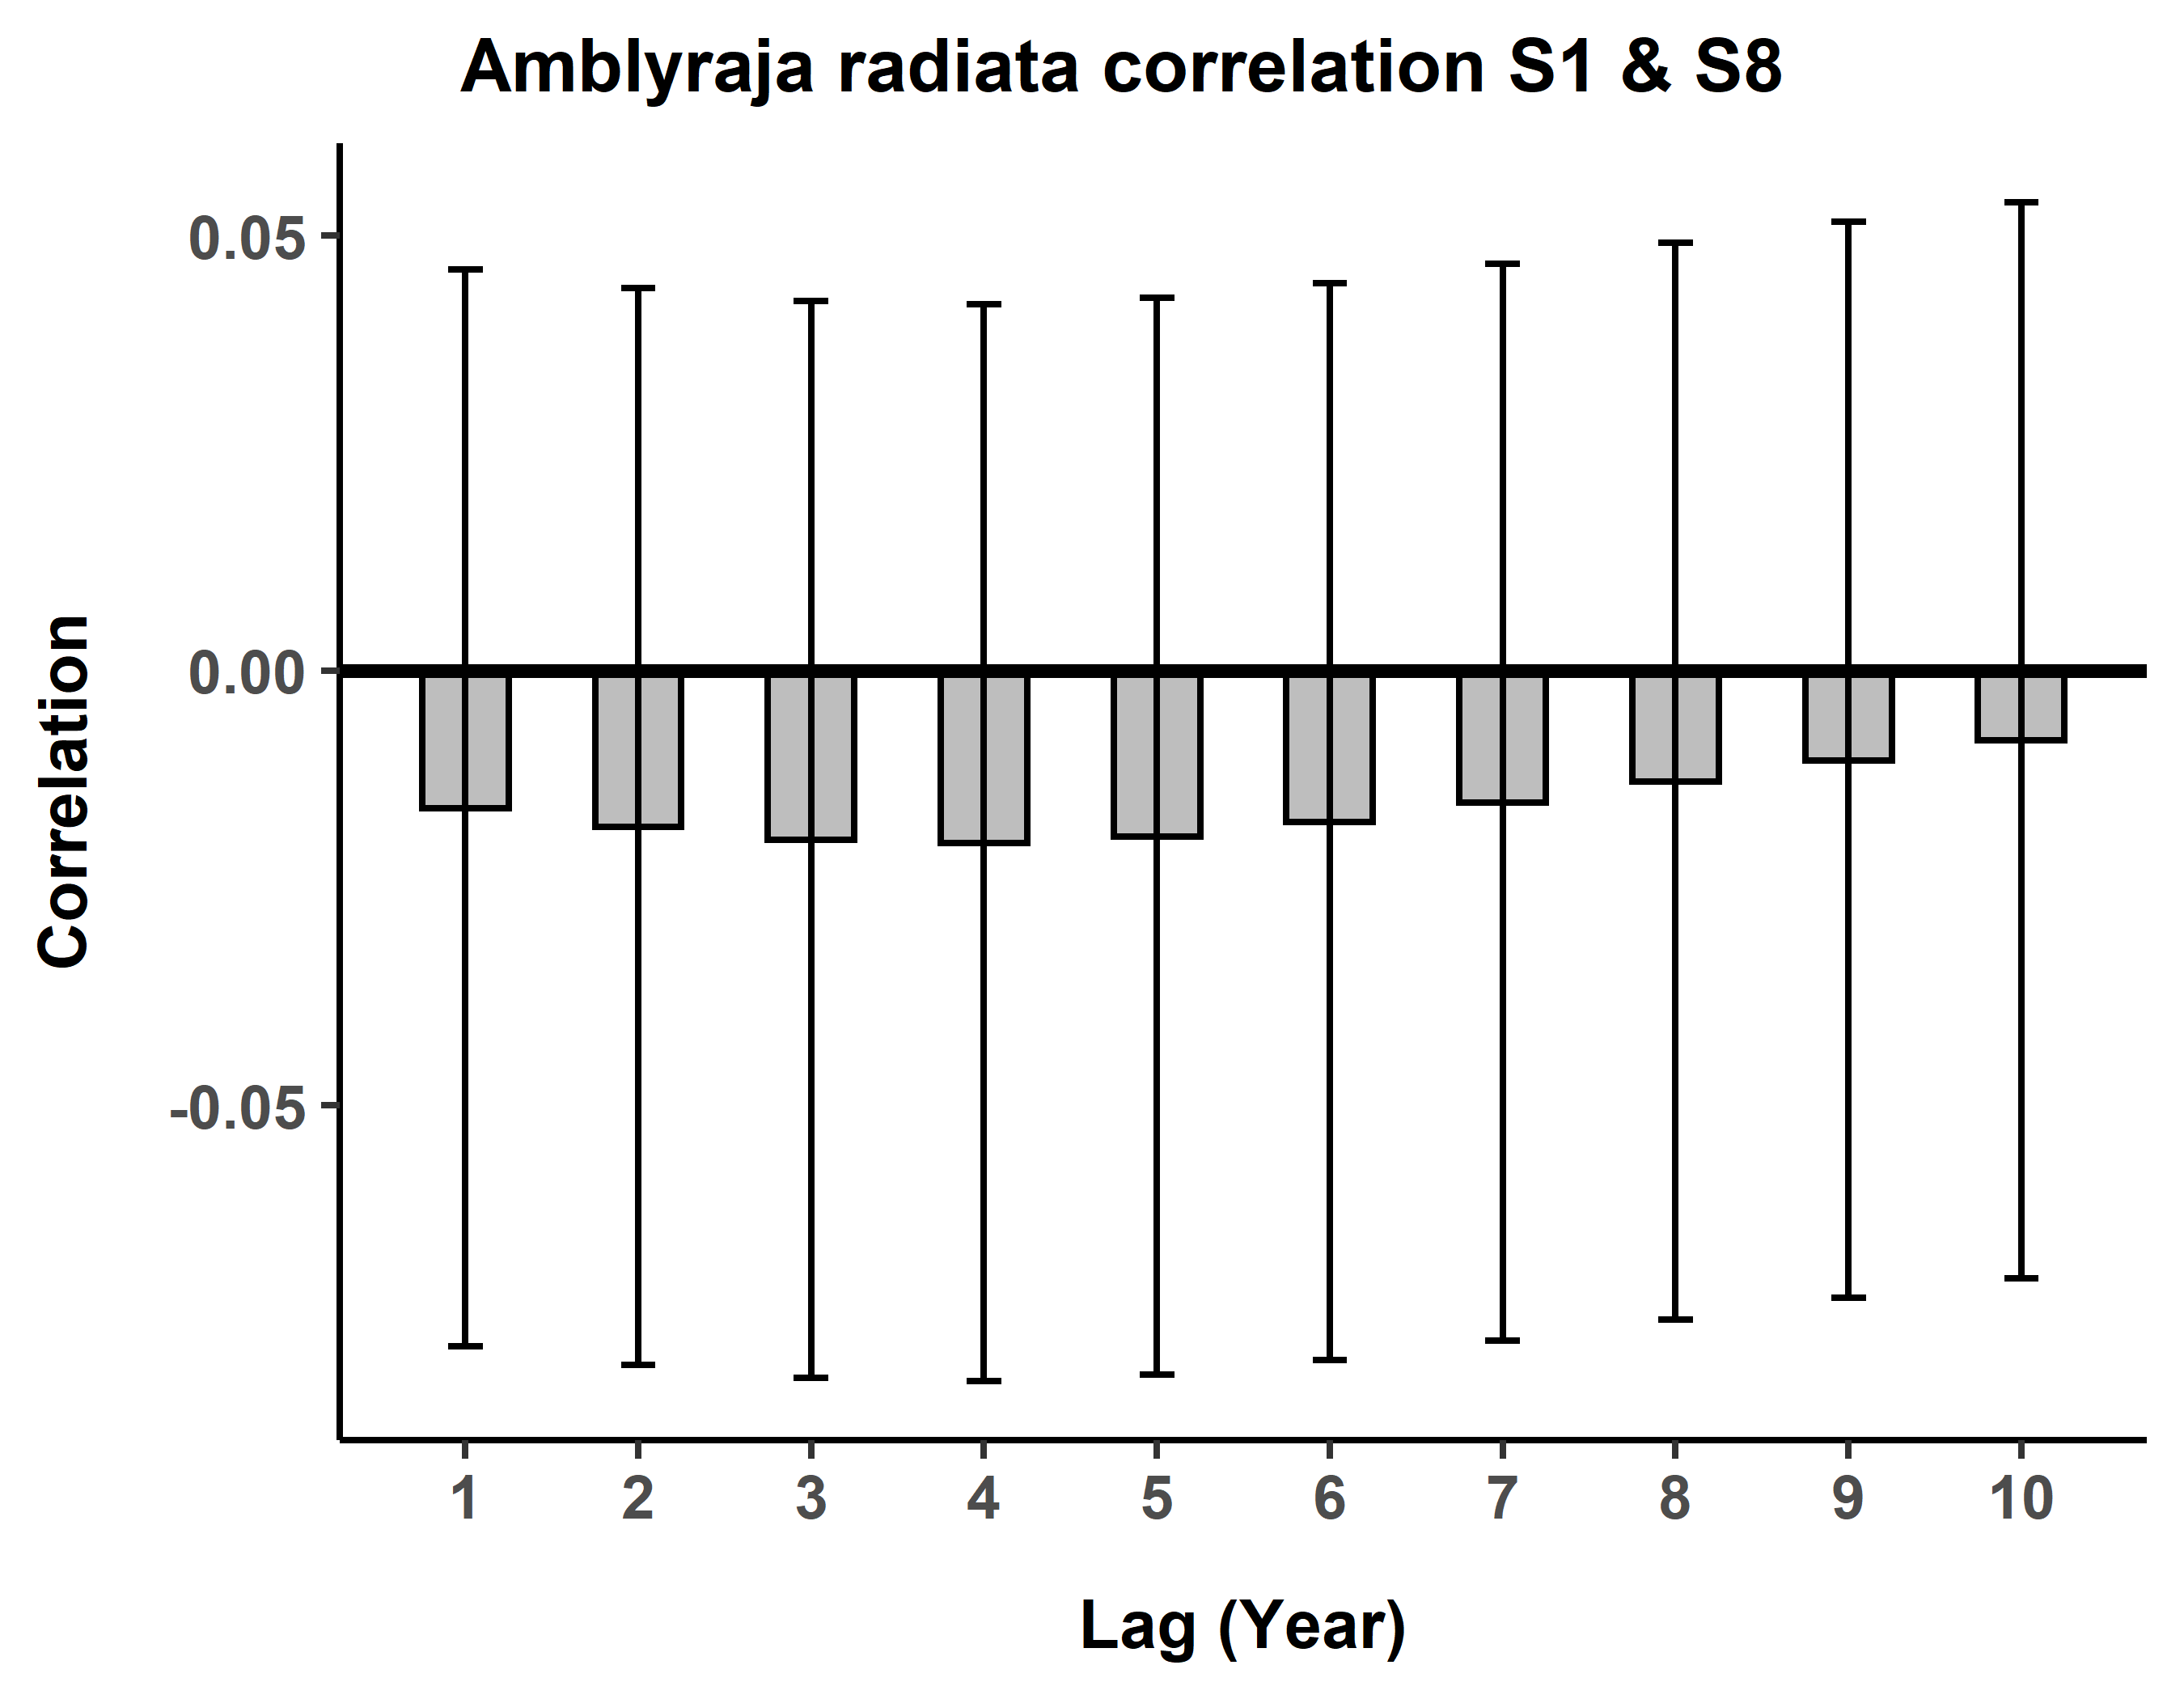 Amblyraja radiata correlation S1 & S8
0.05
0.00
-0.05
Correlation
1 2 3 4 5 6 7 8 9 10
Lag (Year)